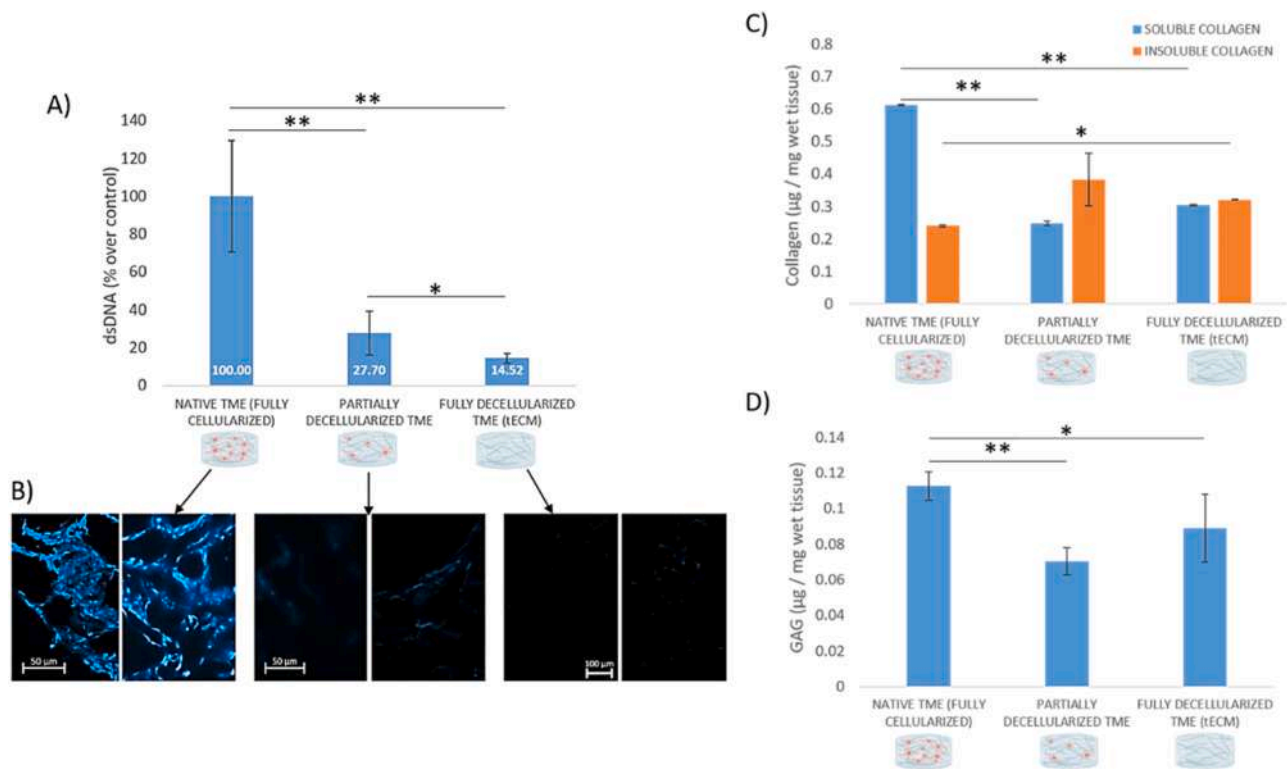 A)
dsDNA (% over control)
140
120
100
80
60
40
20
0
**
**
*
100.00
27.70
14.52
NATIVE TME (FULLY
CELLULARIZED)
PARTIALLY
DECELLULARIZED TME
FULLY DECELLULARIZED
TME (tECM)
B)
50 µm
50 µm
100 µm
C)
SOLUBLE COLLAGEN
INSOLUBLE COLLAGEN
Collagen (µg / mg wet tissue)
0.8
0.7
0.6
0.5
0.4
0.3
0.2
0.1
0
**
**
*
NATIVE TME (FULLY
CELLULARIZED)
PARTIALLY
DECELLULARIZED TME
FULLY DECELLULARIZED
TME (tECM)
D)
GAG (µg / mg wet tissue)
0.14
0.12
0.1
0.08
0.06
0.04
0.02
0
*
**
NATIVE TME (FULLY
CELLULARIZED)
PARTIALLY
DECELLULARIZED TME
FULLY DECELLULARIZED
TME (tECM)